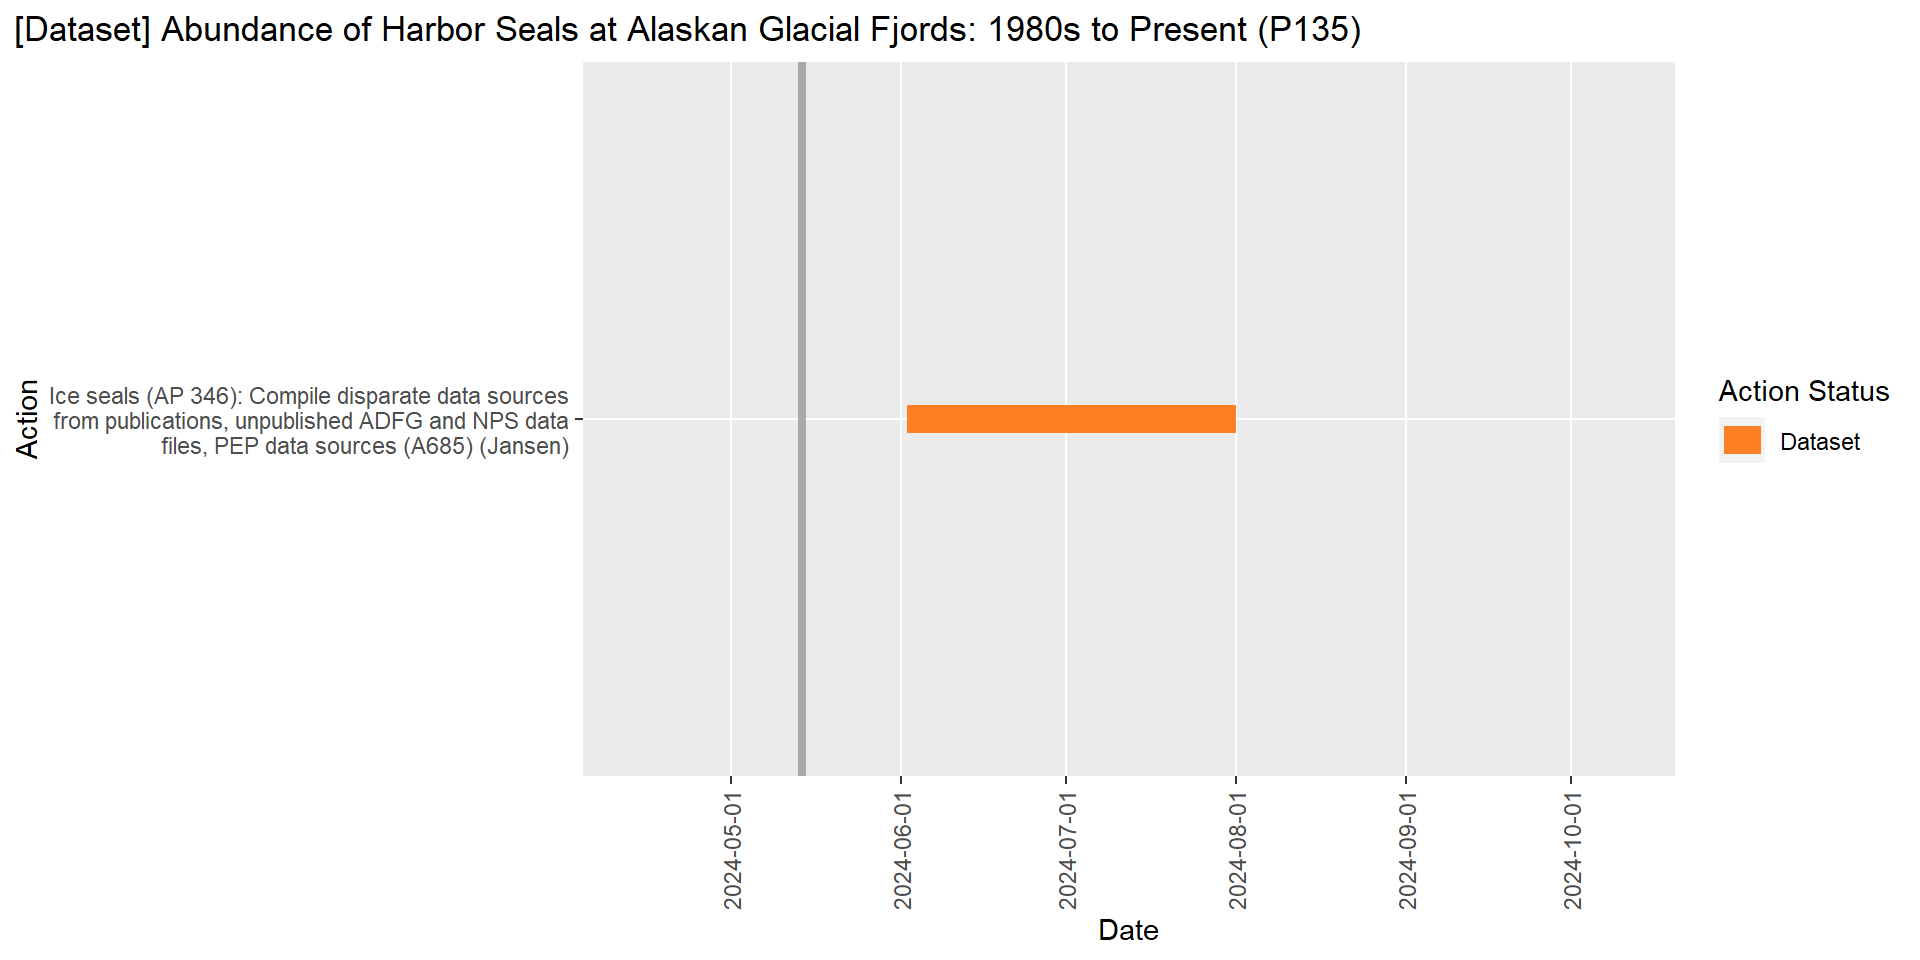 [Dataset] Abundance of Harbor Seals at Alaskan Glacial Fjords: 1980s to Present (P135)
Action
Ice seals (AP 346): Compile disparate data sources
from publications, unpublished ADFG and NPS data
files, PEP data sources (A685) (Jansen)
Action Status
Dataset
2024-05-01
2024-06-01
2024-07-01
2024-08-01
2024-09-01
2024-10-01
Date